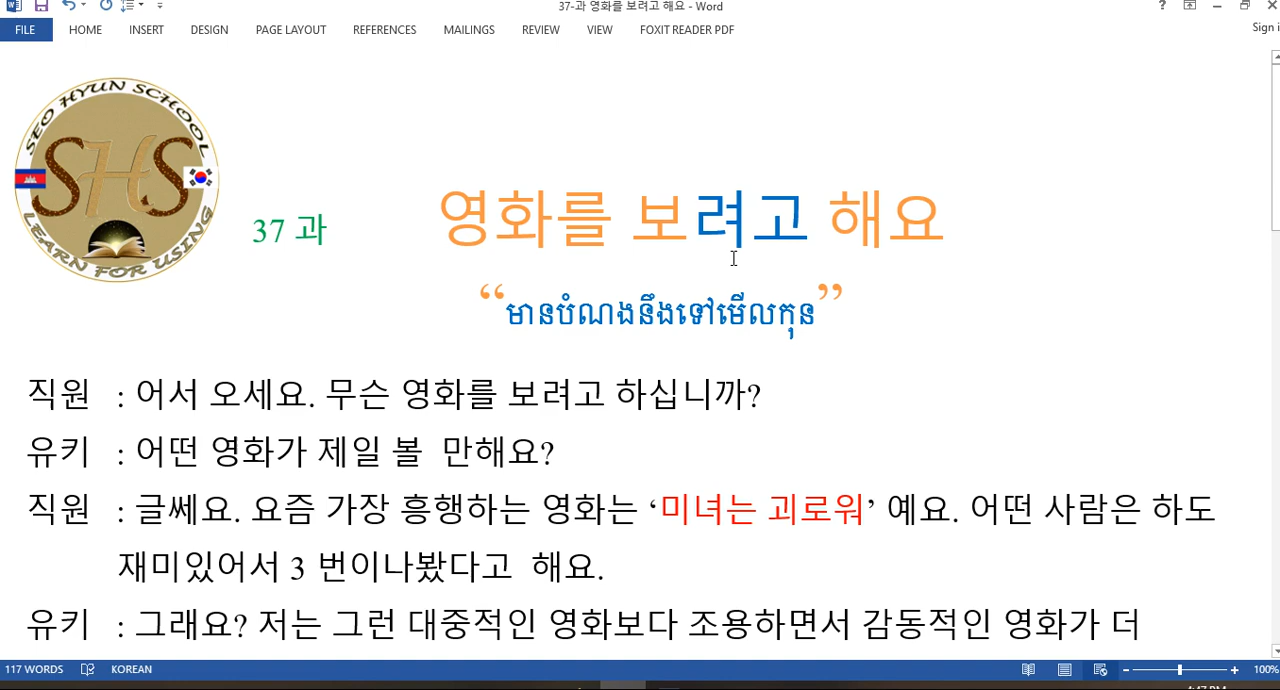 37-과 영화를 보려고 해요 - Word
?
Sign i
FILE HOME INSERT DESIGN PAGE LAYOUT REFERENCES MAILINGS REVIEW VIEW FOXIT READER PDF
SEO HYUN SCHOOL
SHS
LEARN FOR USING
37 과 영화를 보려고 해요
“មានបំណងនឹងទៅមើលកុន”
직원 : 어서 오세요. 무슨 영화를 보려고 하십니까?
유키 : 어떤 영화가 제일 볼 만해요?
직원 : 글쎄요. 요즘 가장 흥행하는 영화는 ‘미녀는 괴로워’ 예요. 어떤 사람은 하도
재미있어서 3 번이나봤다고 해요.
유키 : 그래요? 저는 그런 대중적인 영화보다 조용하면서 감동적인 영화가 더
117 WORDS KOREAN 100%